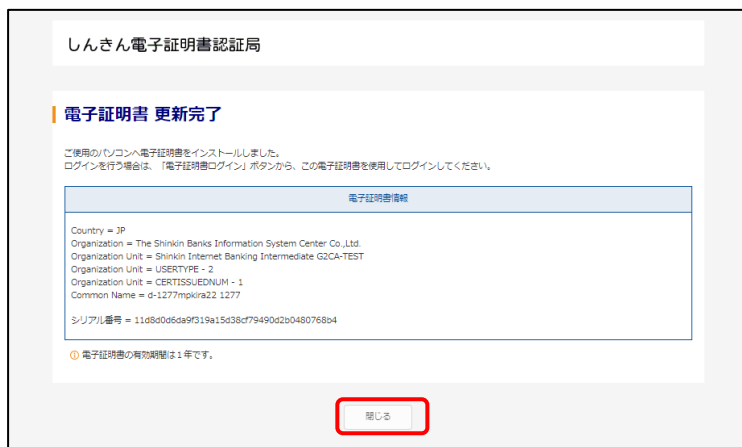 しんきん電子証明書認証局
電子証明書 更新完了
ご使用のパソコンへ電子証明書をインストールしました。
ログインを行う場合は、「電子証明書ログイン」ボタンから、この電子証明書を使用してログインしてください。
電子証明書情報
Country = JP
Organization = The Shinkin Banks Information System Center Co.,Ltd.
Organization Unit = Shinkin Internet Banking Intermediate G2CA-TEST
Organization Unit = USERTYPE - 2
Organization Unit = CERTISSUEDNUM - 1
Common Name = d-1277mpkira22 1277
シリアル番号 = 11d8d0d6da9f319a15d38cf79490d2b0480768b4
電子証明書の有効期間は１年です。
閉じる